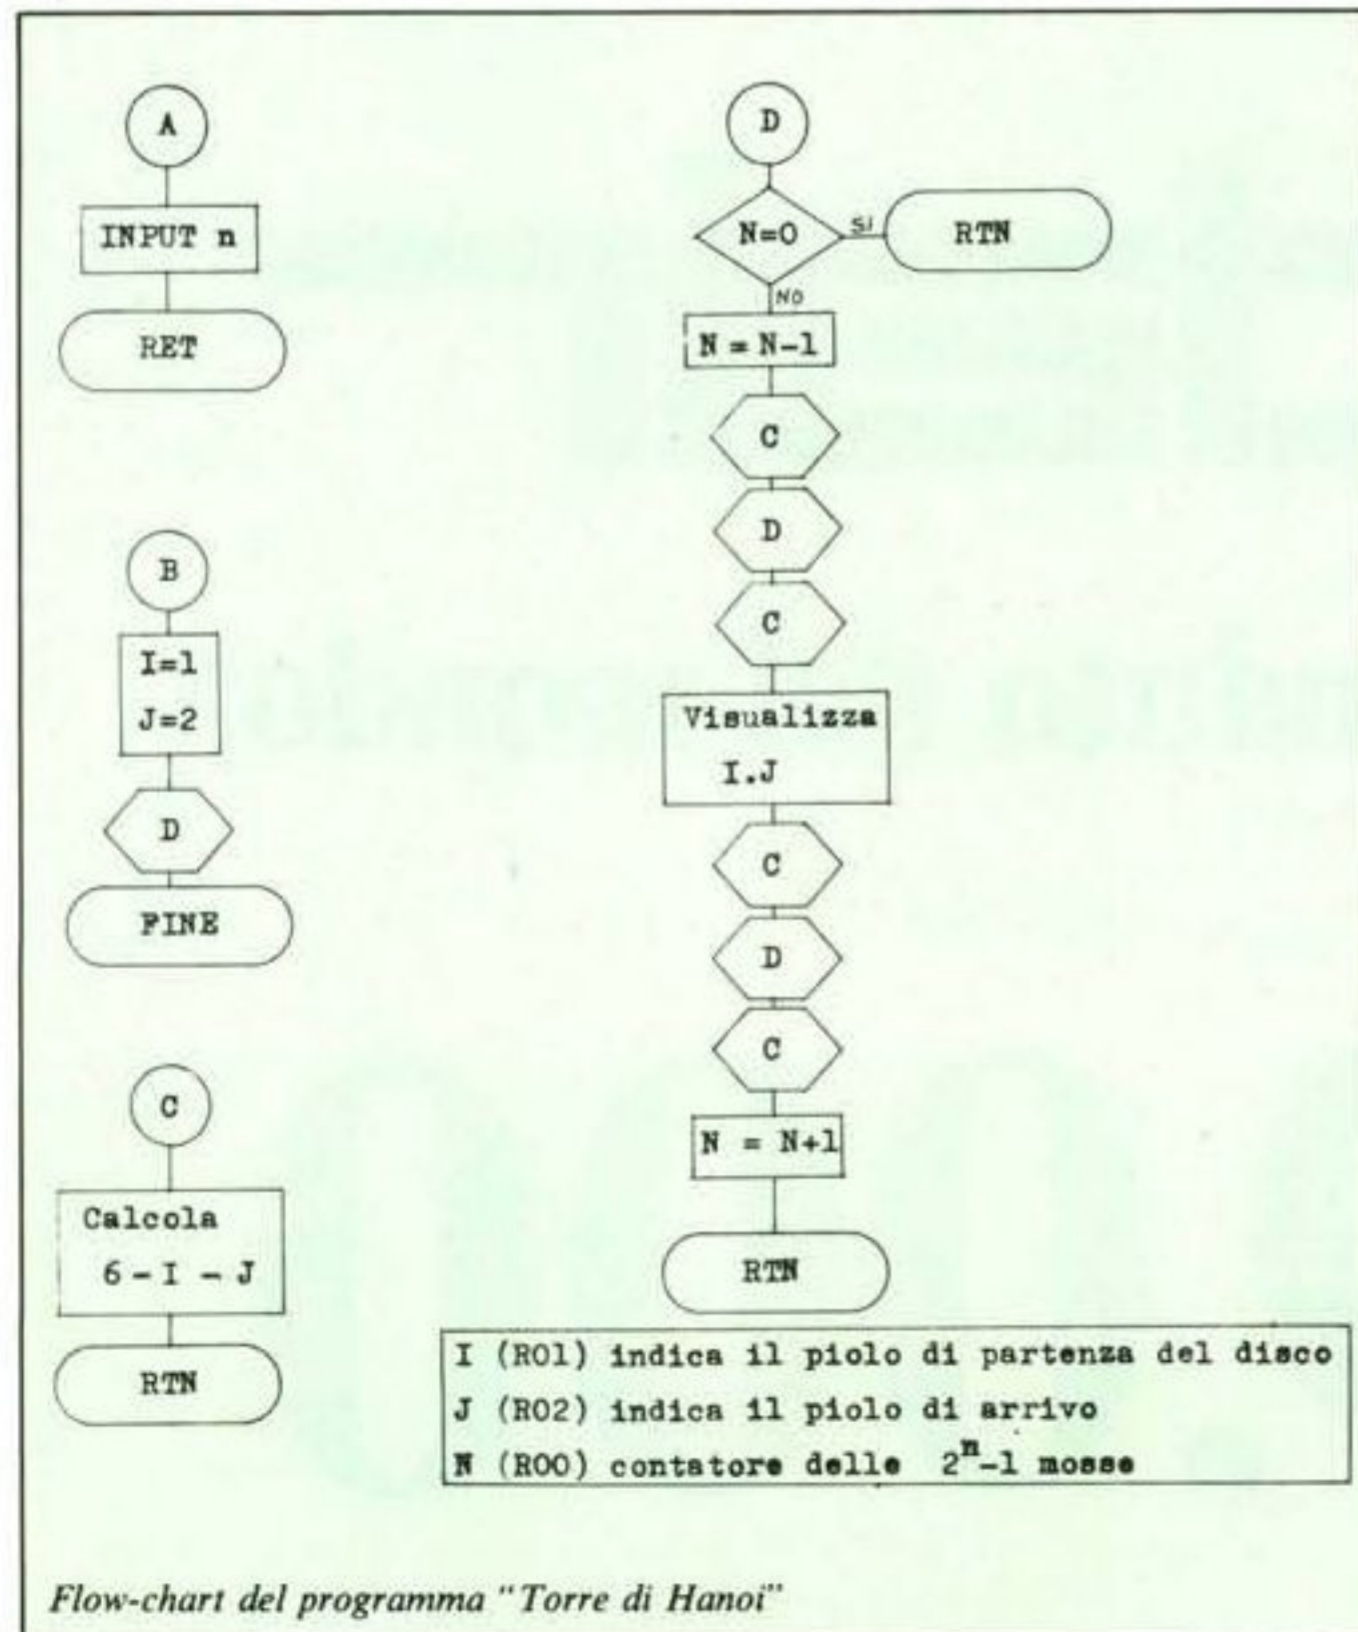 A
INPUT n
RET
B
I=1
J=2
D
FINE
C
Calcola
6 - I - J
RTN
D
N=0
SI
RTN
NO
N = N-1
C
D
C
Visualizza
I.J
C
D
C
N = N+1
RTN
I (R01) indica il piolo di partenza del disco
J (R02) indica il piolo di arrivo
N (R00) contatore delle 2^n-1 mosse
Flow-chart del programma "Torre di Hanoi"